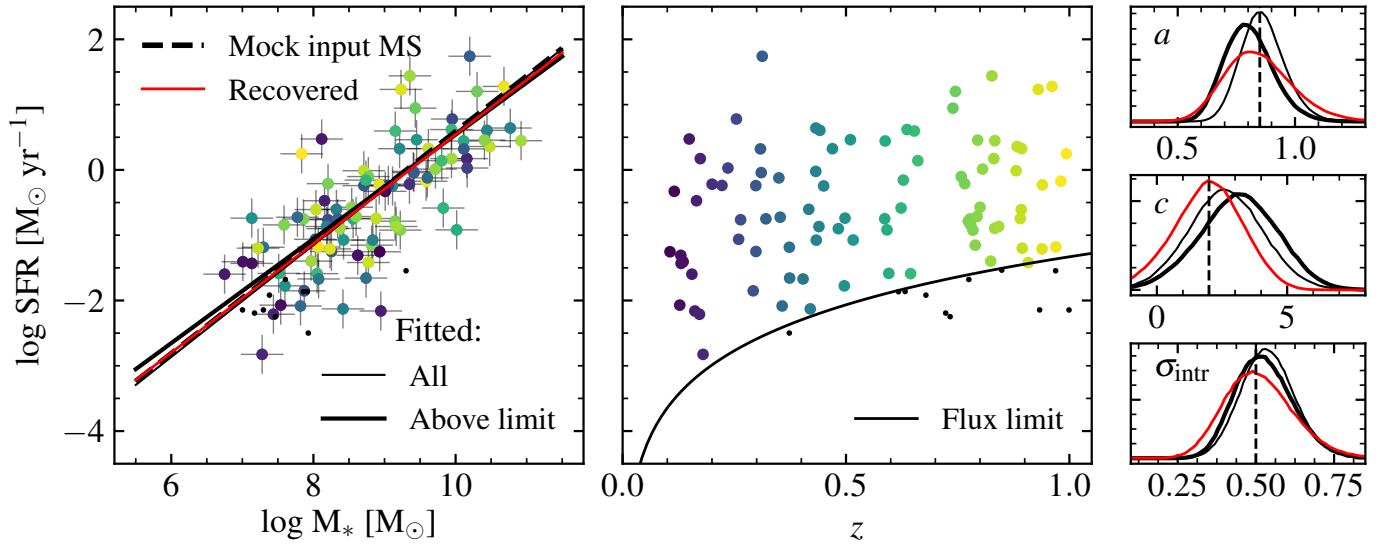 log SFR [M⊙ yr⁻¹]
2
0
−2
−4
Mock input MS
Recovered
Fitted:
All
Above limit
6
8
10
log M∗ [M⊙]
Flux limit
0.0
0.5
1.0
z
a
0.5
1.0
c
0
5
σintr
0.25
0.50
0.75